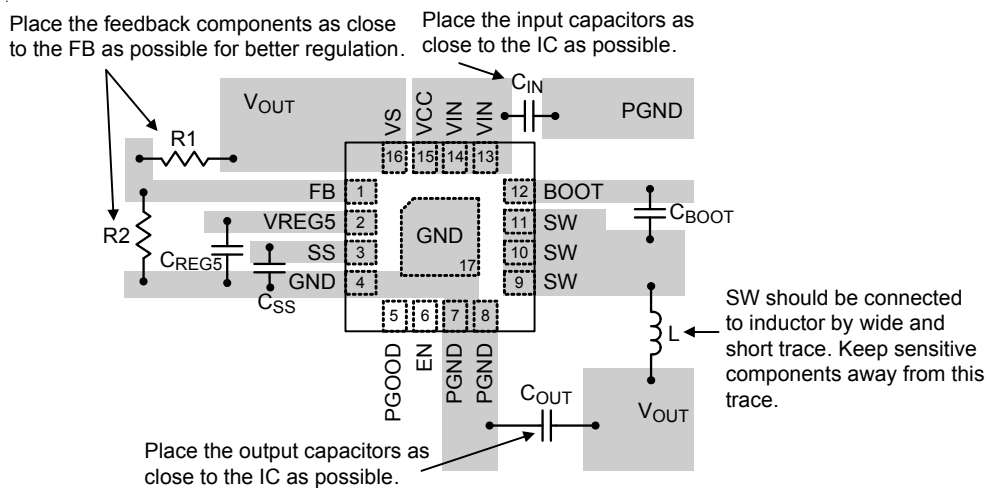 Place the feedback components as close
to the FB as possible for better regulation.
Place the input capacitors as
close to the IC as possible.
VOUT
CIN
PGND
VS
VCC
VIN
VIN
R1
16
15
14
13
FB
1
12
BOOT
VREG5
2
11
SW
CBOOT
R2
GND
CREG5
SS
3
10
SW
17
GND
4
9
SW
CSS
5
6
7
8
PGOOD
EN
PGND
PGND
L
SW should be connected
to inductor by wide and
short trace. Keep sensitive
components away from this
trace.
COUT
VOUT
Place the output capacitors as
close to the IC as possible.